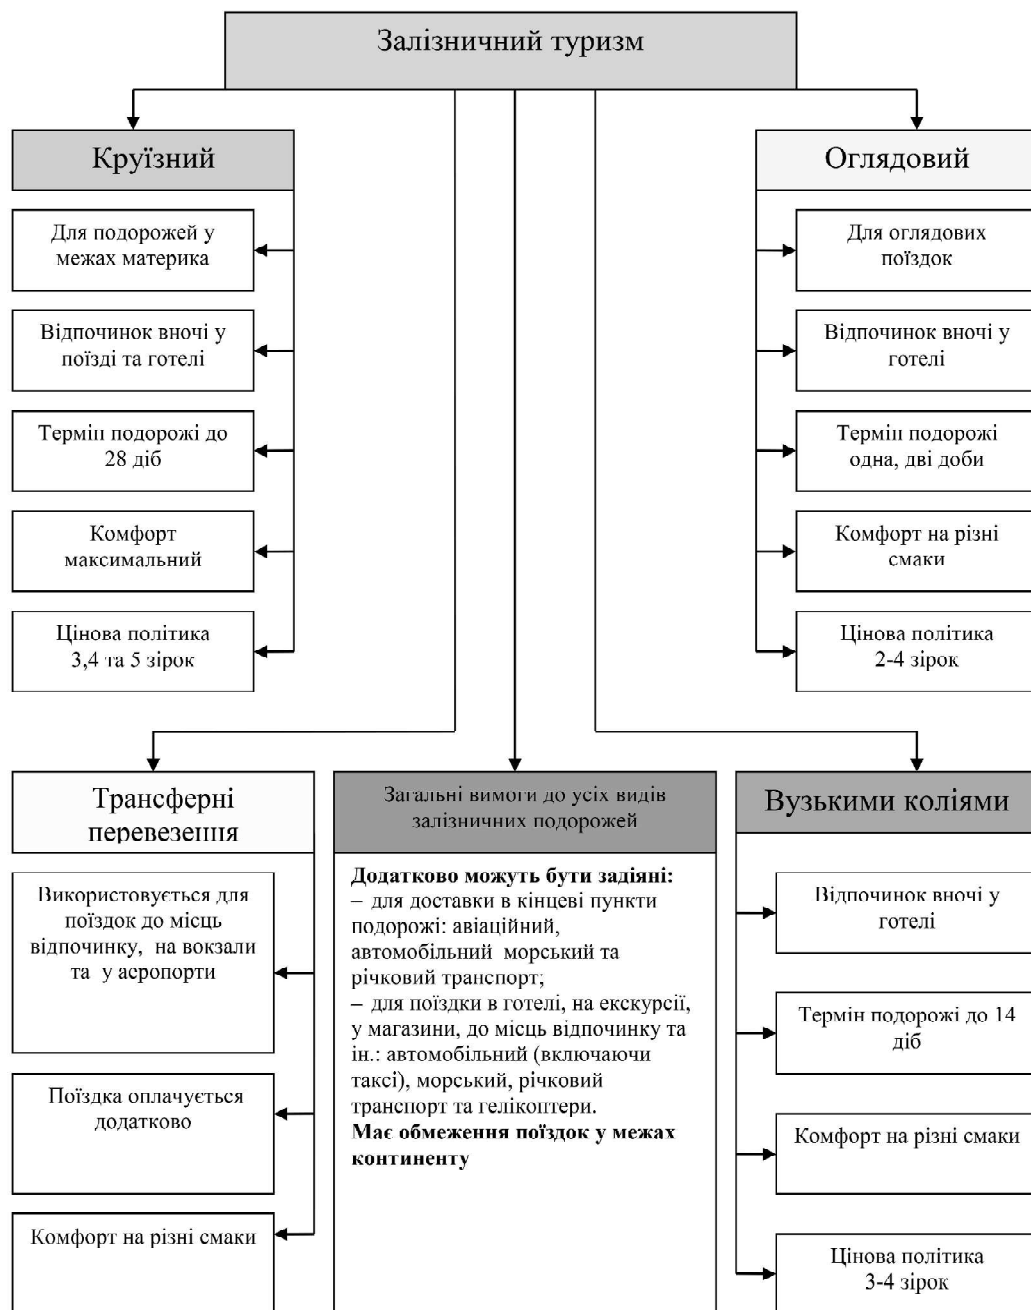 Залізничний туризм
Круїзний
Для подорожей у
межах материка
Відпочинок вночі у
поїзді та готелі
Термін подорожі до
28 діб
Комфорт
максимальний
Цінова політика
3,4 та 5 зірок
Оглядовий
Для оглядових
поїздок
Відпочинок вночі у
готелі
Термін подорожі
одна, дві доби
Комфорт на різні
смаки
Цінова політика
2-4 зірок
Трансферні
перевезення
Використовується для
поїздок до місць
відпочинку, на вокзали
та у аеропорти
Поїздка оплачується
додатково
Комфорт на різні смаки
Загальні вимоги до усіх видів
залізничних подорожей
Додатково можуть бути задіяні:
– для доставки в кінцеві пункти
подорожі: авіаційний,
автомобільний морський та
річковий транспорт;
– для поїздки в готелі, на екскурсії,
у магазини, до місць відпочинку та
ін.: автомобільний (включаючи
таксі), морський, річковий
транспорт та гелікоптери.
Має обмеження поїздок у межах
континенту
Вузькими коліями
Відпочинок вночі у
готелі
Термін подорожі до 14
діб
Комфорт на різні смаки
Цінова політика
3-4 зірок